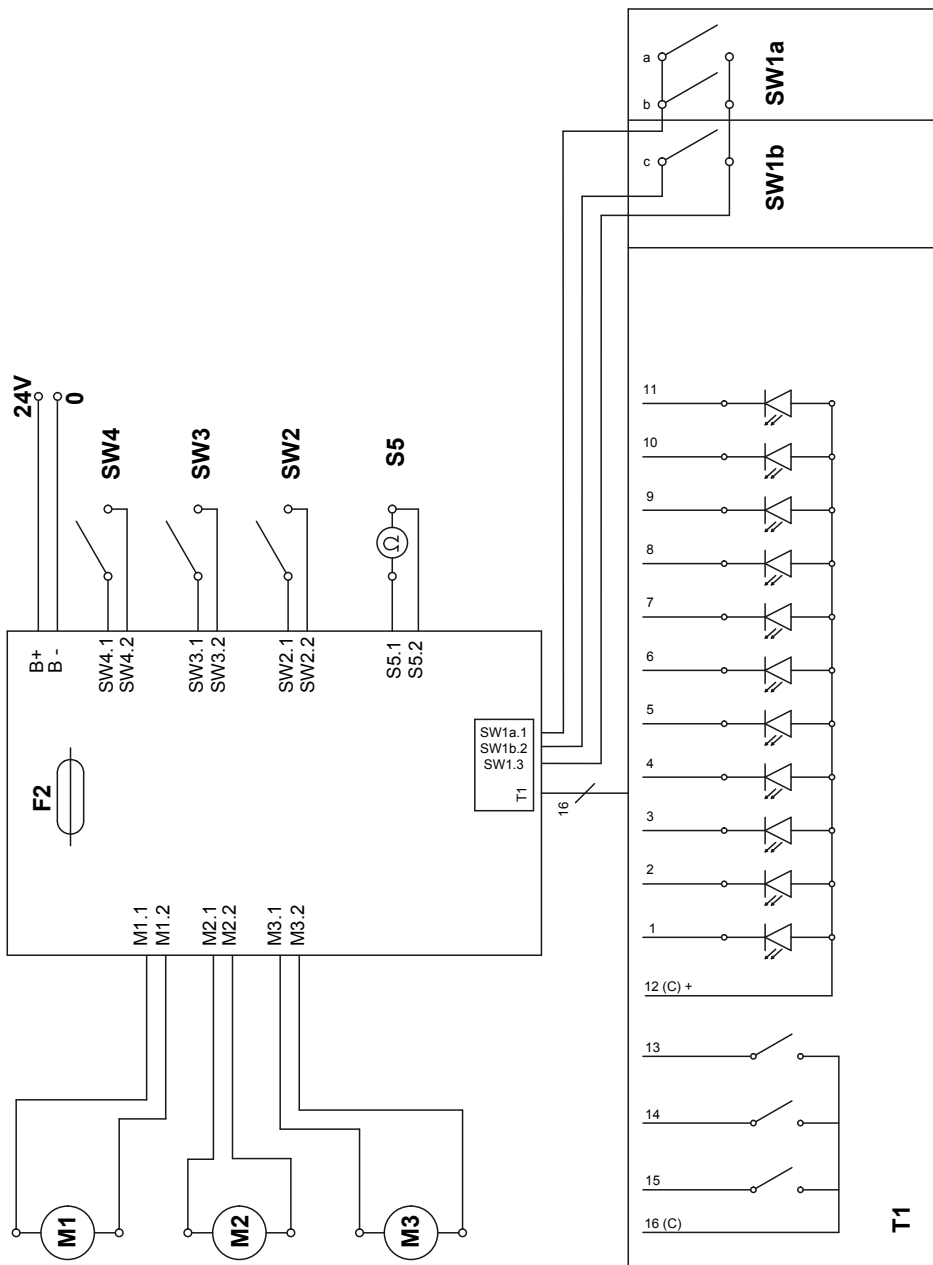 a
b
SW1a
c
SW1b
24V
0
SW4
SW3
SW2
S5
Ω
B+
B -
SW4.1
SW4.2
SW3.1
SW3.2
SW2.1
SW2.2
S5.1
S5.2
F2
SW1a.1
SW1b.2
SW1.3
T1
16
M1.1
M1.2
M2.1
M2.2
M3.1
M3.2
M1
M2
M3
11
10
9
8
7
6
5
4
3
2
1
12 (C) +
13
14
15
16 (C)
T1